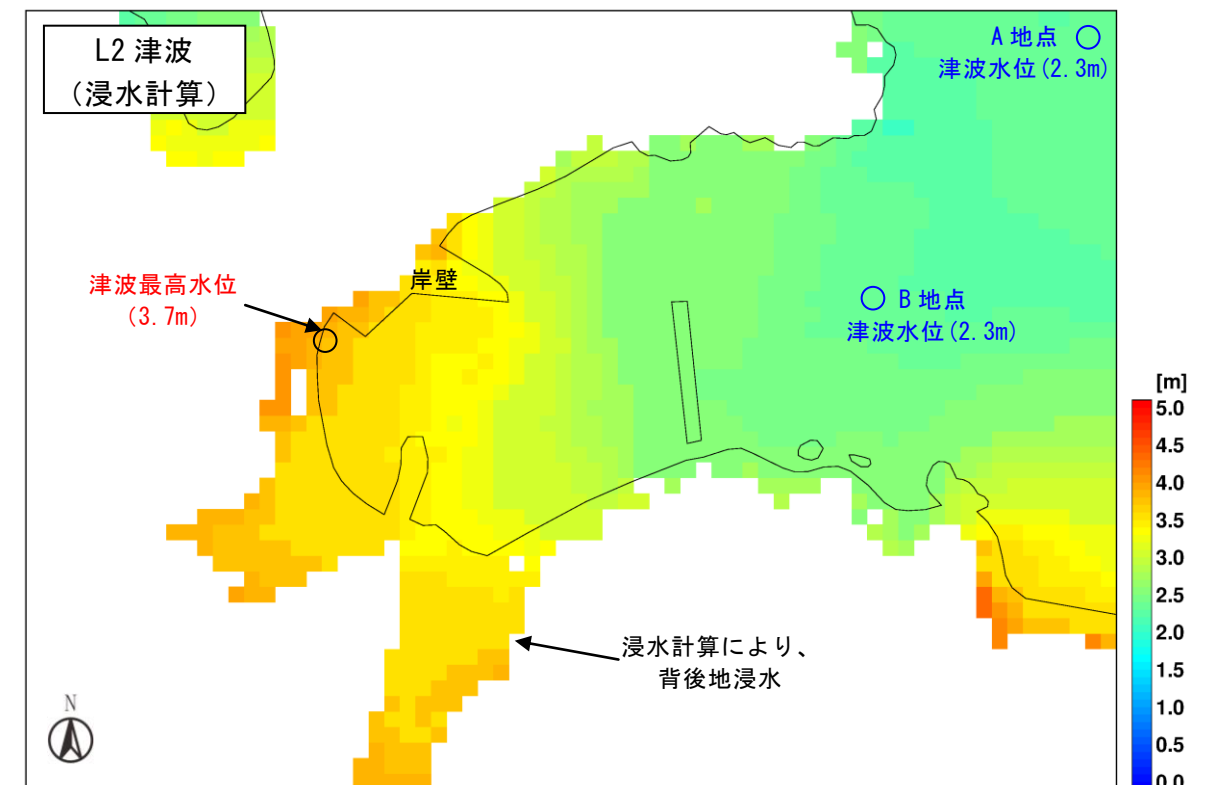 L2 津波
（浸水計算）
A 地点
津波水位(2.3m)
津波最高水位
(3.7m)
岸壁
B 地点
津波水位(2.3m)
浸水計算により、
背後地浸水
N
[m]
5.0
4.5
4.0
3.5
3.0
2.5
2.0
1.5
1.0
0.5
0.0